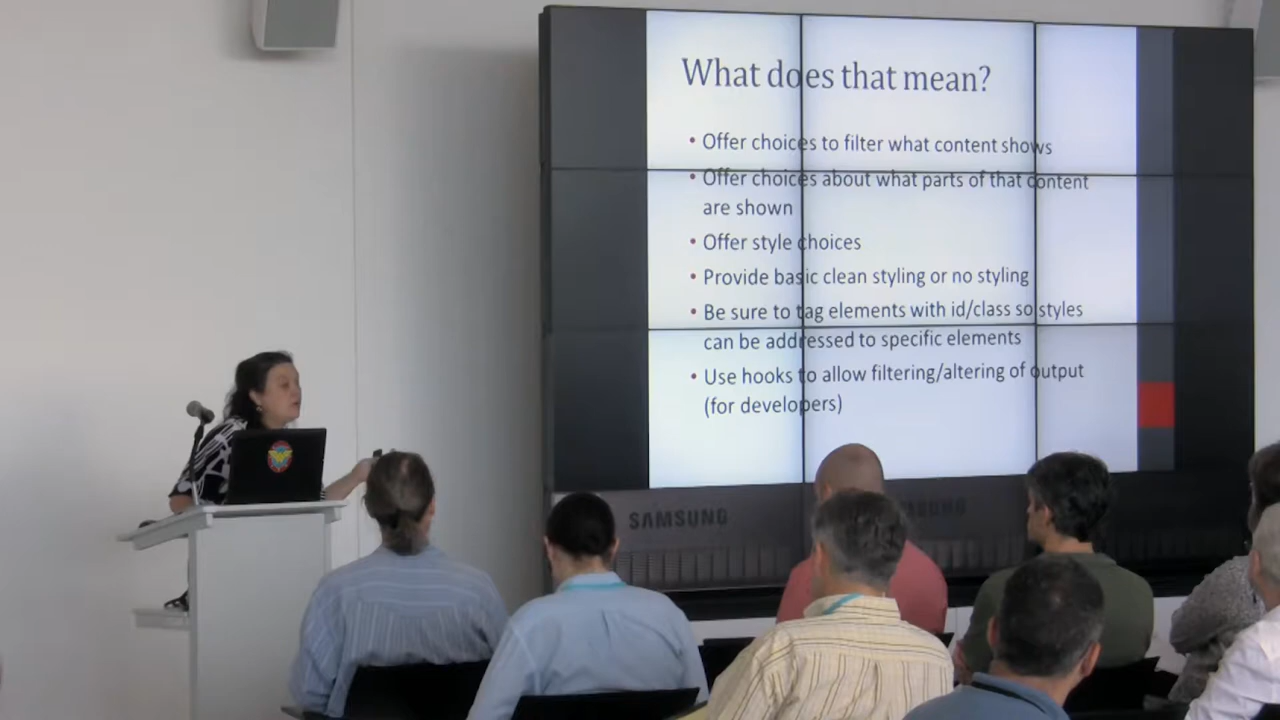 What does that mean?
• Offer choices to filter what content shows
• Offer choices about what parts of that content
are shown
• Offer style choices
• Provide basic clean styling or no styling
• Be sure to tag elements with id/class so styles
can be addressed to specific elements
• Use hooks to allow filtering/altering of output
(for developers)
SAMSUNG
SAMSUNG